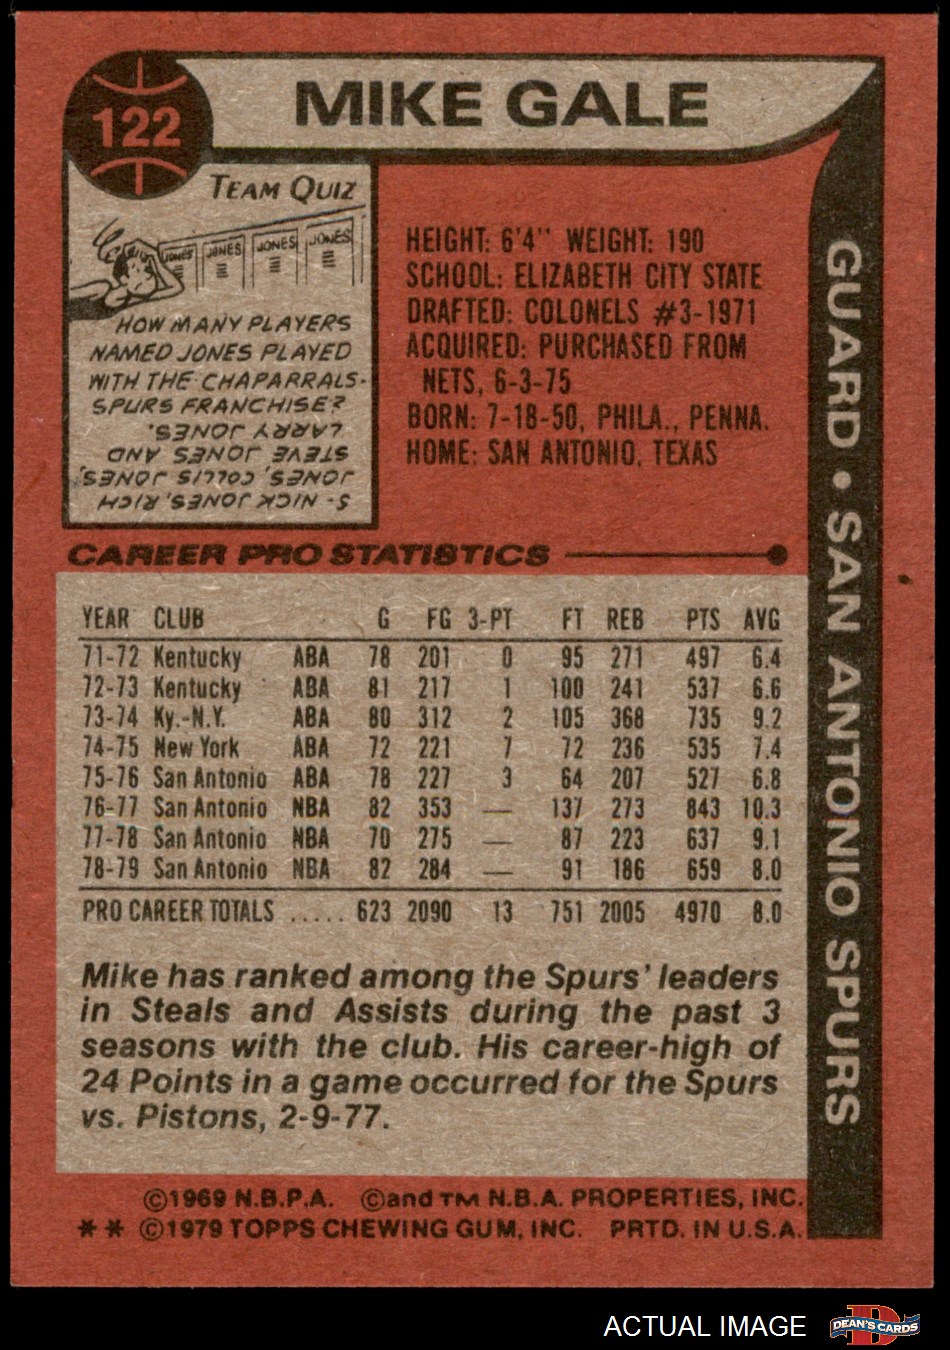 122
MIKE GALE
TEAM QUIZ
JONES JONES JONES JONES
HOW MANY PLAYERS
NAMED JONES PLAYED
WITH THE CHAPARRALS-
SPURS FRANCHISE?
5- NICK JONES, RICH
JONES, COLLIS JONES,
STEVE JONES AND
LARRY JONES.
HEIGHT: 6'4" WEIGHT: 190
SCHOOL: ELIZABETH CITY STATE
DRAFTED: COLONELS #3-1971
ACQUIRED: PURCHASED FROM
NETS, 6-3-75
BORN: 7-18-50, PHILA., PENNA.
HOME: SAN ANTONIO, TEXAS
GUARD • SAN ANTONIO SPURS
CAREER PRO STATISTICS
YEAR CLUB G FG 3-PT FT REB PTS AVG
71-72 Kentucky ABA 78 201 0 95 271 497 6.4
72-73 Kentucky ABA 81 217 1 100 241 537 6.6
73-74 Ky.-N.Y. ABA 80 312 2 105 368 735 9.2
74-75 New York ABA 72 221 7 72 236 535 7.4
75-76 San Antonio ABA 78 227 3 64 207 527 6.8
76-77 San Antonio NBA 82 353 — 137 273 843 10.3
77-78 San Antonio NBA 70 275 — 87 223 637 9.1
78-79 San Antonio NBA 82 284 — 91 186 659 8.0
PRO CAREER TOTALS ..... 623 2090 13 751 2005 4970 8.0
Mike has ranked among the Spurs' leaders
in Steals and Assists during the past 3
seasons with the club. His career-high of
24 Points in a game occurred for the Spurs
vs. Pistons, 2-9-77.
©1969 N.B.P.A. ©and TM N.B.A. PROPERTIES, INC.
** ©1979 TOPPS CHEWING GUM, INC. PRTD. IN U.S.A.
ACTUAL IMAGE
D
DEAN'S CARDS